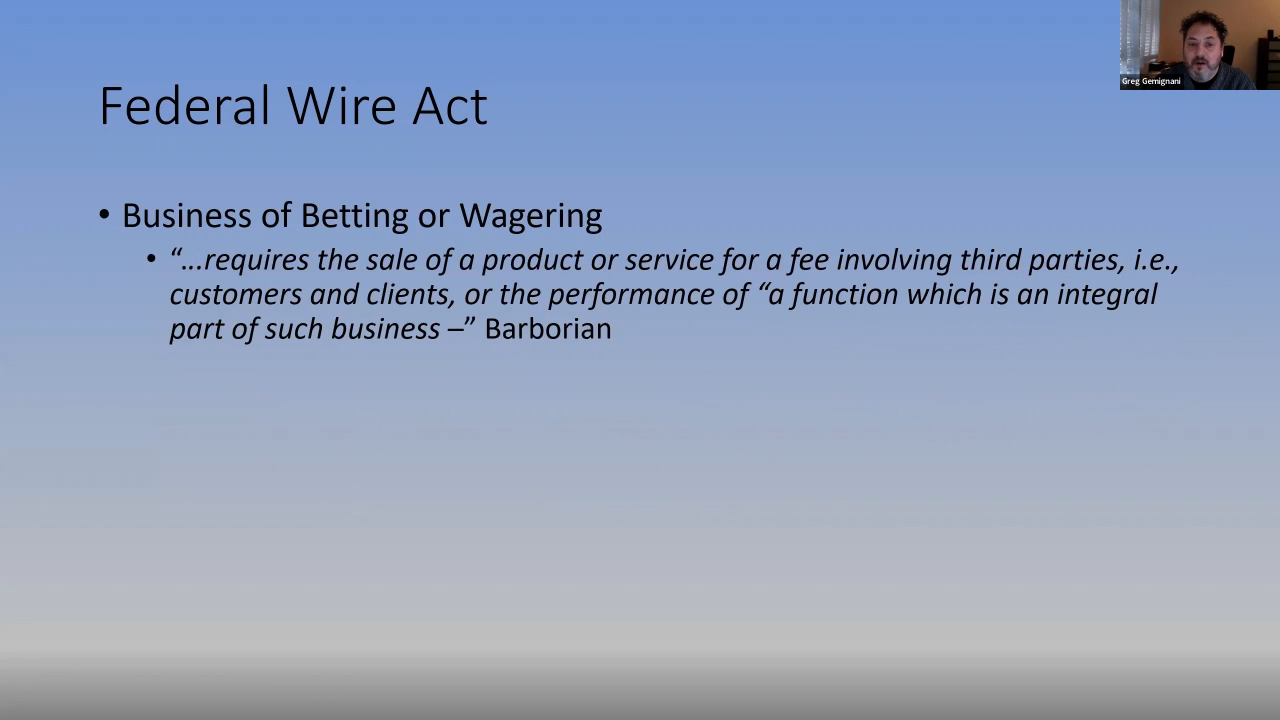 Greg Gemignani
Federal Wire Act
• Business of Betting or Wagering
• “...requires the sale of a product or service for a fee involving third parties, i.e.,
customers and clients, or the performance of “a function which is an integral
part of such business –” Barborian